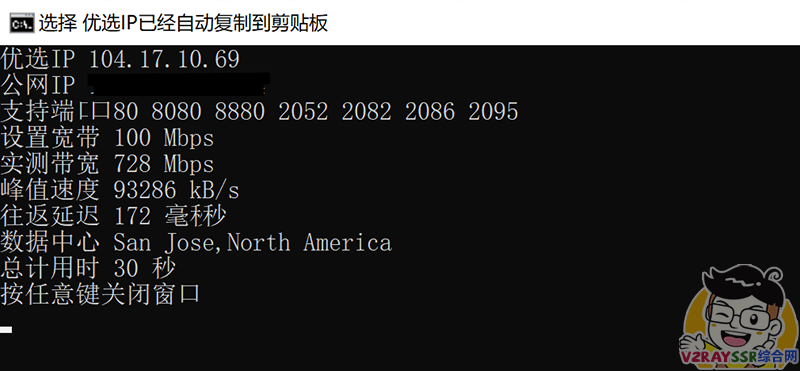 选择 优选IP已经自动复制到剪贴板
优选IP 104.17.10.69
公网IP
支持端口80 8080 8880 2052 2082 2086 2095
设置宽带 100 Mbps
实测带宽 728 Mbps
峰值速度 93286 kB/s
往返延迟 172 毫秒
数据中心 San Jose,North America
总计用时 30 秒
按任意键关闭窗口
V2RAYSSR综合网